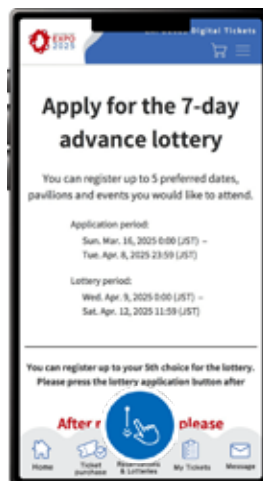 EXPO
2025
Digital Tickets
Apply for the 7-day
advance lottery
You can register up to 5 preferred dates,
pavilions and events you would like to attend.
Application period:
Sun. Mar. 16, 2025 0:00 (JST) –
Tue. Apr. 8, 2025 23:59 (JST)
Lottery period:
Wed. Apr. 9, 2025 0:00 (JST) –
Sat. Apr. 12, 2025 11:59 (JST)
You can register up to your 5th choice for the lottery.
Please press the lottery application button after
After please
Home
Ticket
purchase
Reservations
& Lotteries
My Tickets
Message